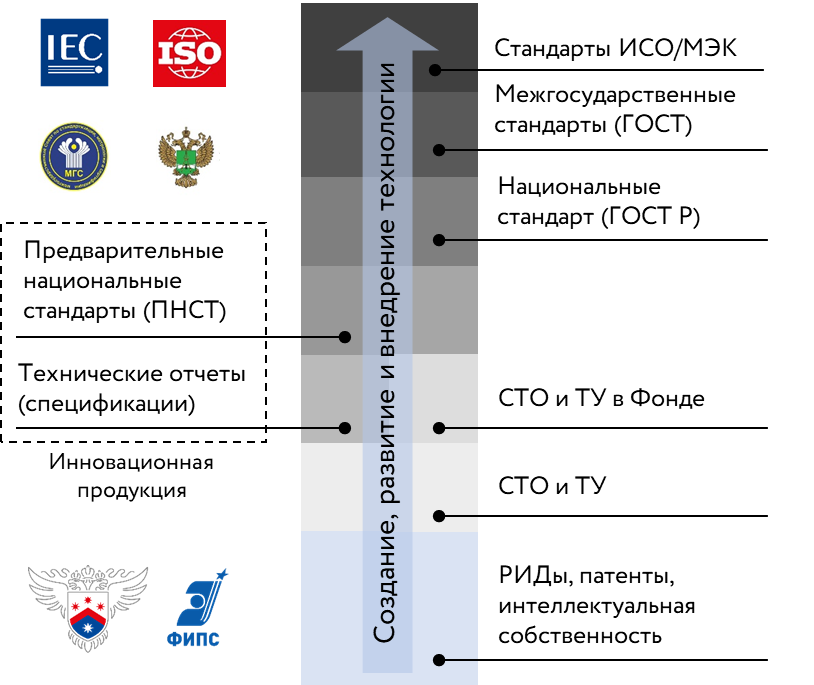 IEC
ISO
МГС
Стандарты ИСО/МЭК
Межгосударственные
стандарты (ГОСТ)
Национальные
стандарт (ГОСТ Р)
Предварительные
национальные
стандарты (ПНСТ)
Технические отчеты
(спецификации)
Инновационная
продукция
Создание, развитие и внедрение технологии
СТО и ТУ в Фонде
СТО и ТУ
РИДы, патенты,
интеллектуальная
собственность
ФИПС